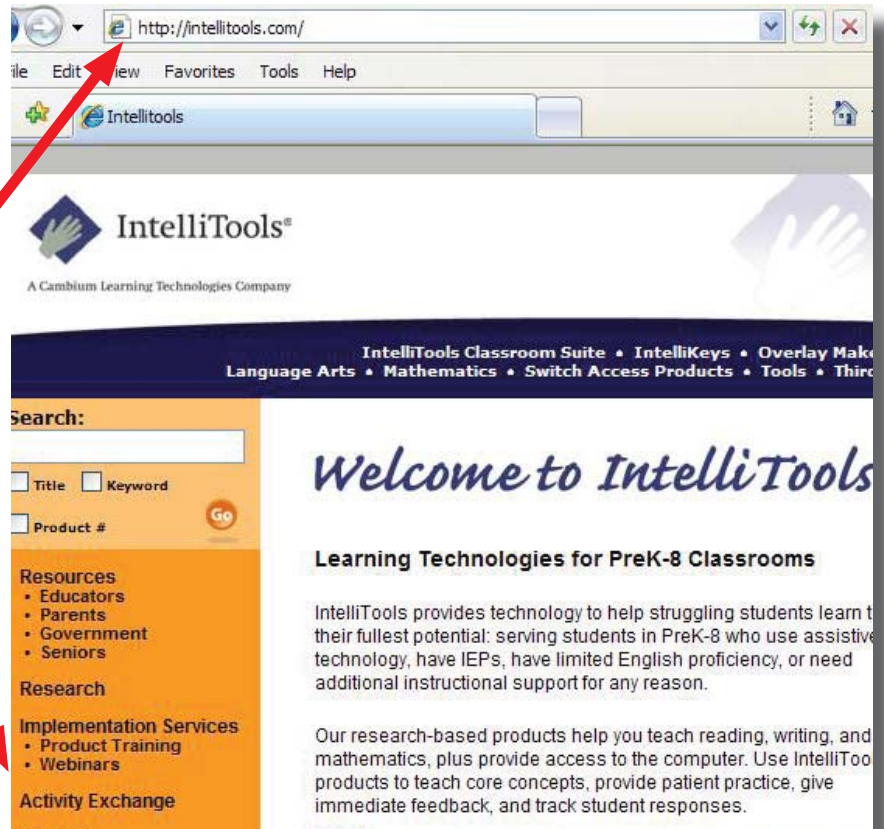 http://intellitools.com/
ile Edit iew Favorites Tools Help
Intellitools
IntelliTools®
A Cambium Learning Technologies Company
IntelliTools Classroom Suite • IntelliKeys • Overlay Make
Language Arts • Mathematics • Switch Access Products • Tools • Thir
Search:
Title Keyword
Product #
Go
Resources
• Educators
• Parents
• Government
• Seniors
Research
Implementation Services
• Product Training
• Webinars
Activity Exchange
Welcome to IntelliTools
Learning Technologies for PreK-8 Classrooms
IntelliTools provides technology to help struggling students learn t
their fullest potential: serving students in PreK-8 who use assistive
technology, have IEPs, have limited English proficiency, or need
additional instructional support for any reason.
Our research-based products help you teach reading, writing, and
mathematics, plus provide access to the computer. Use IntelliToo
products to teach core concepts, provide patient practice, give
immediate feedback, and track student responses.